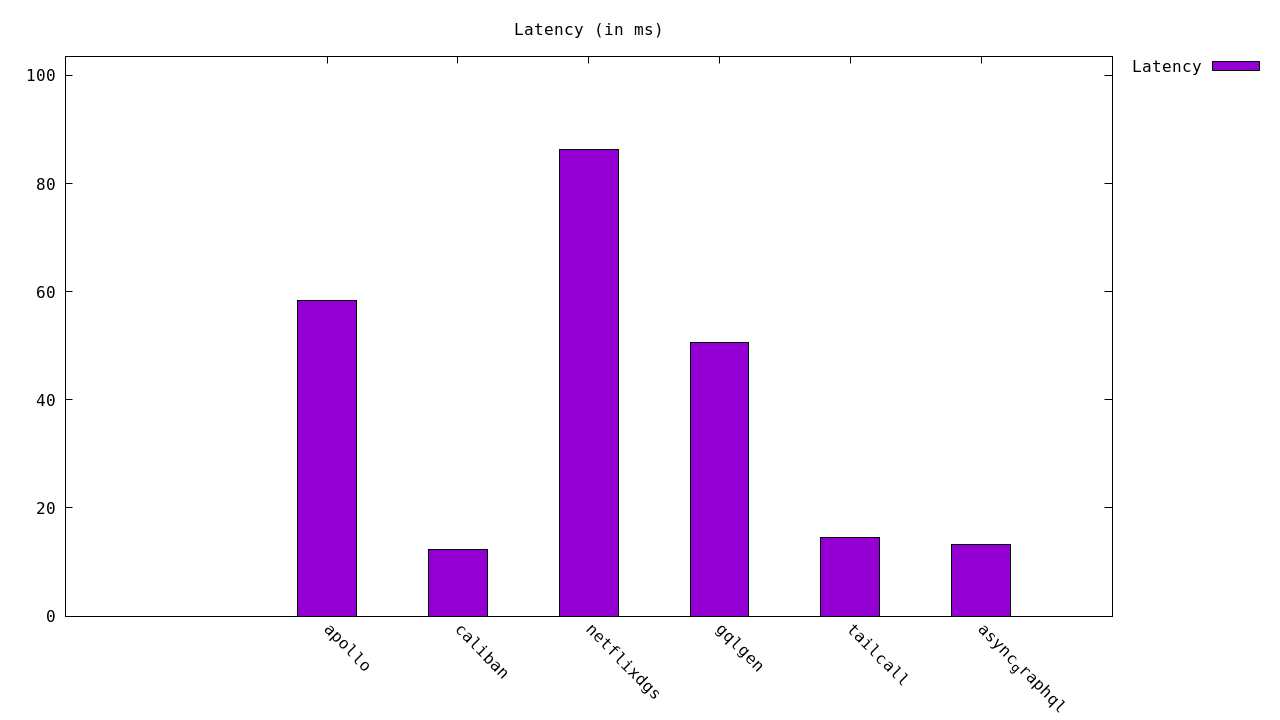 Latency (in ms)
Latency
100
80
60
40
20
0
apollo
caliban
netflixdgs
gqlgen
tailcall
asyncgraphql